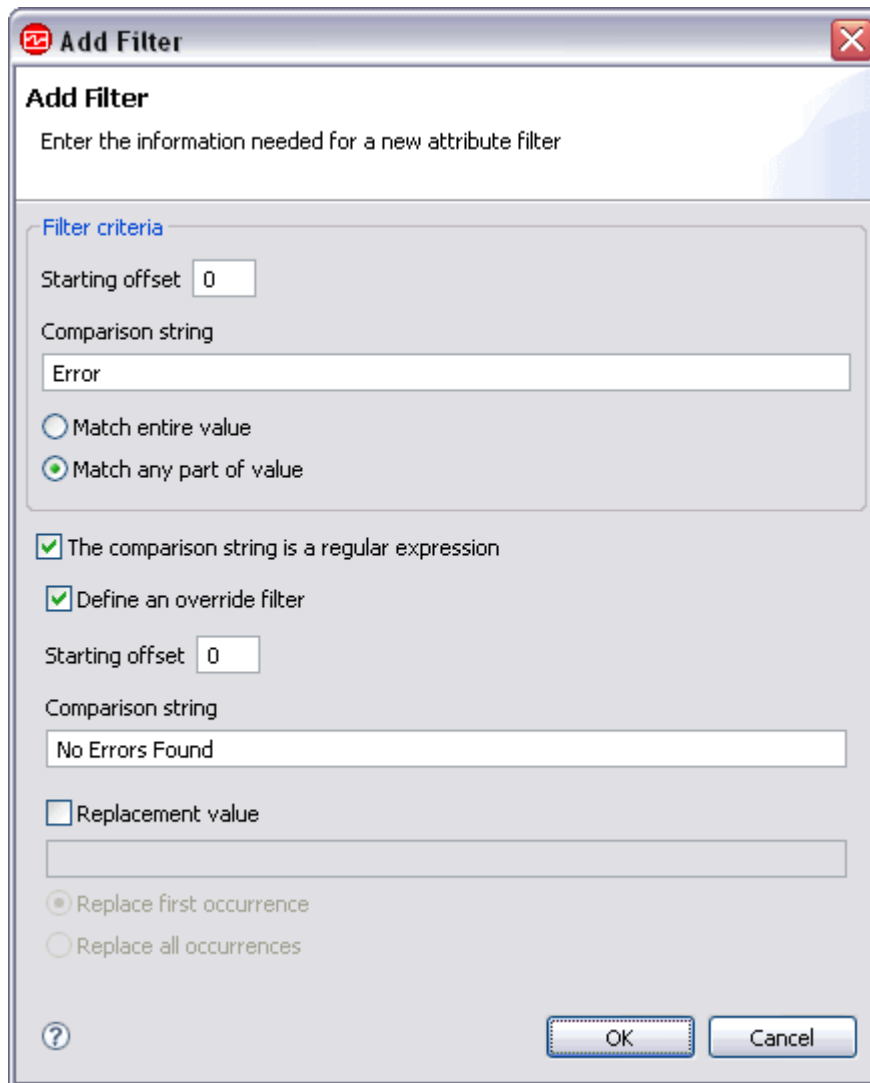 Add Filter
Add Filter
Enter the information needed for a new attribute filter
Filter criteria
Starting offset 0
Comparison string
Error
Match entire value
Match any part of value
The comparison string is a regular expression
Define an override filter
Starting offset 0
Comparison string
No Errors Found
Replacement value
Replace first occurrence
Replace all occurrences
? OK Cancel